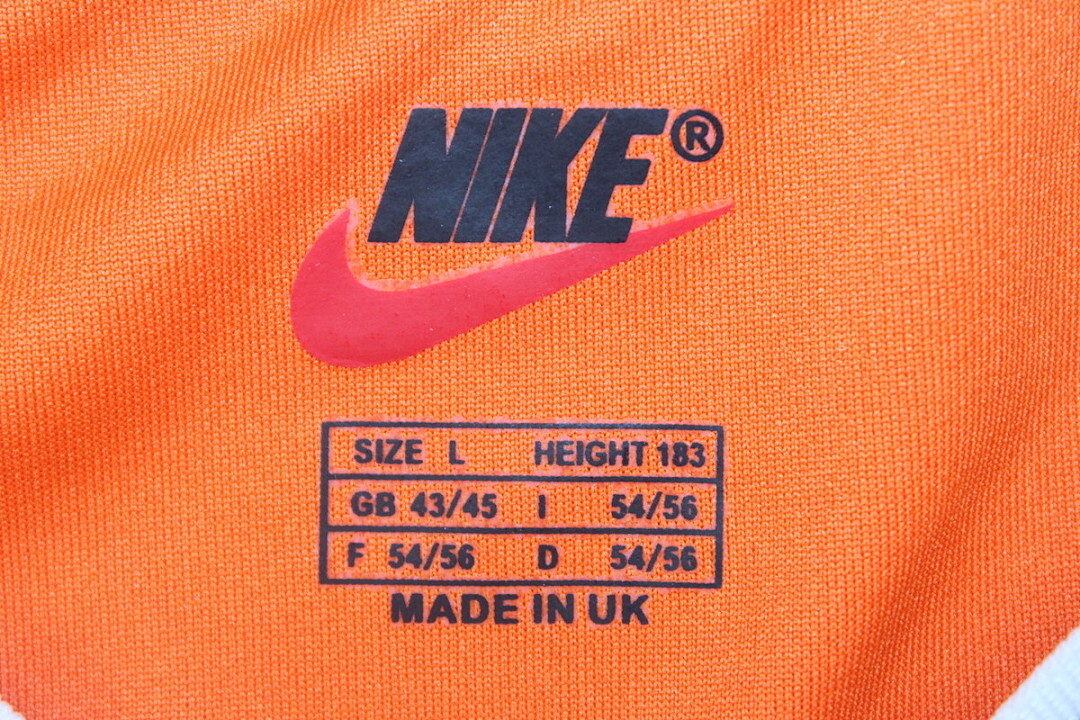 NIKE®
SIZE L HEIGHT 183
GB 43/45 I 54/56
F 54/56 D 54/56
MADE IN UK